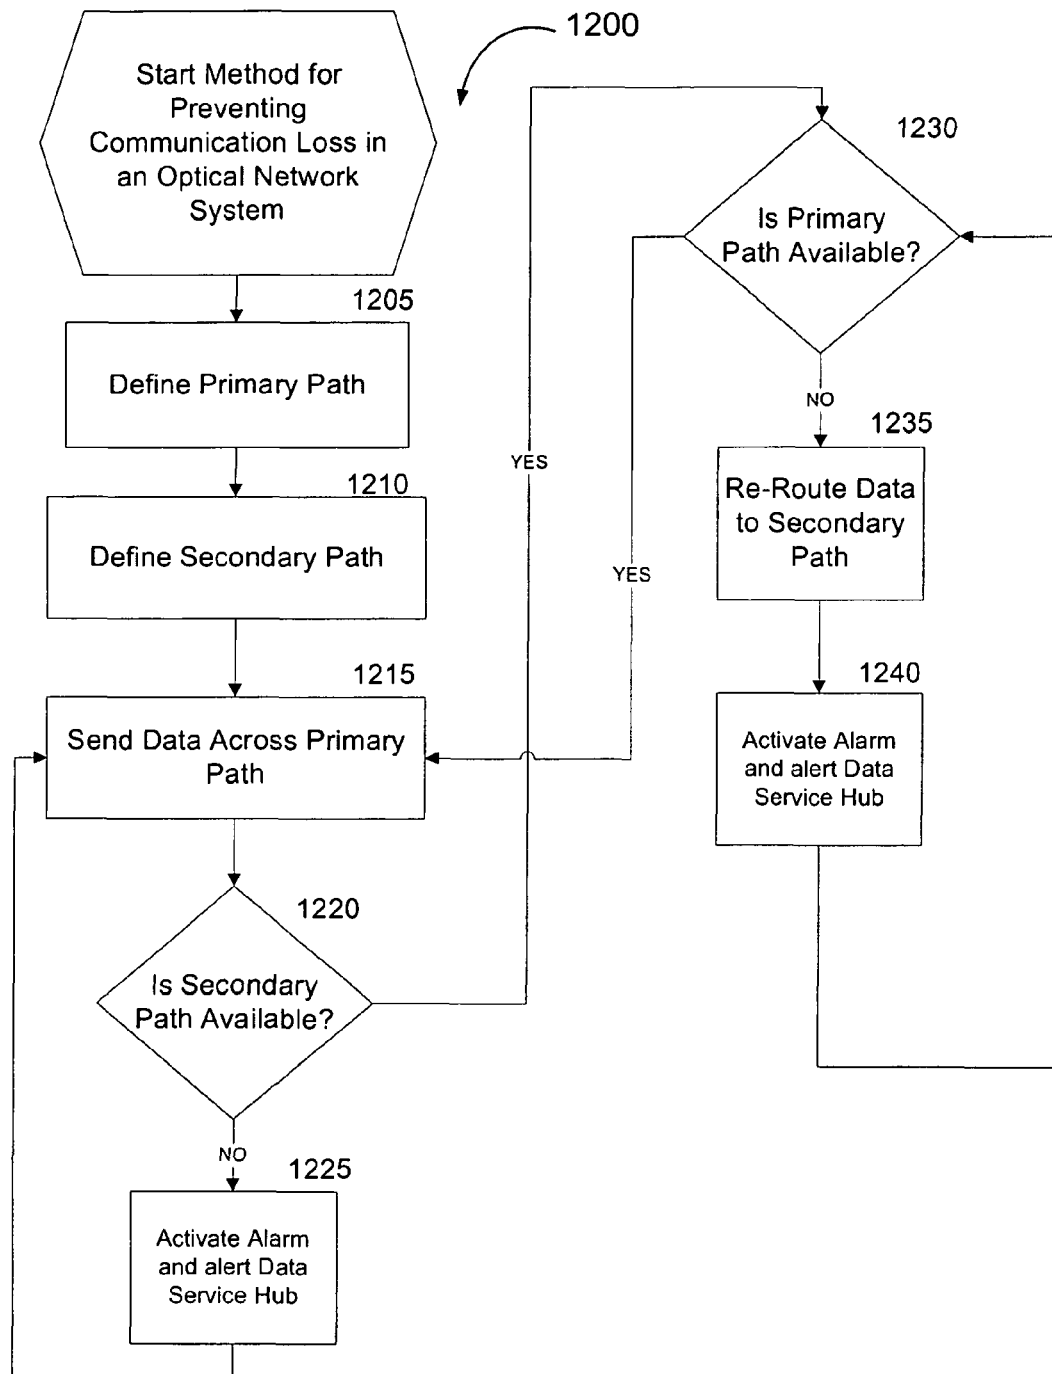 1200
Start Method for
Preventing
Communication Loss in
an Optical Network
System
1205
Define Primary Path
1210
Define Secondary Path
1215
Send Data Across Primary
Path
1220
Is Secondary
Path Available?
NO
1225
Activate Alarm
and alert Data
Service Hub
YES
1230
Is Primary
Path Available?
YES
NO
1235
Re-Route Data
to Secondary
Path
1240
Activate Alarm
and alert Data
Service Hub